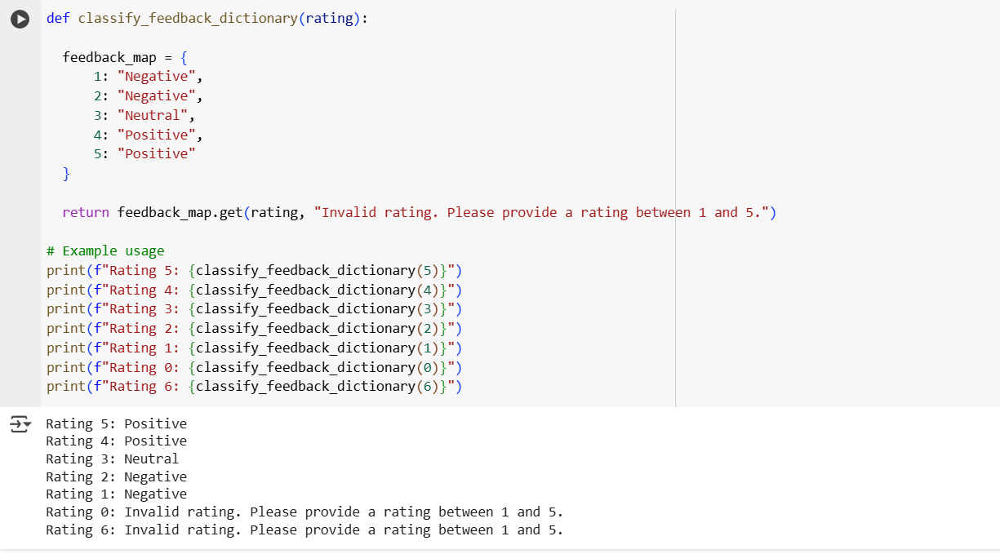 def classify_feedback_dictionary(rating):
feedback_map = {
1: "Negative",
2: "Negative",
3: "Neutral",
4: "Positive",
5: "Positive"
}
return feedback_map.get(rating, "Invalid rating. Please provide a rating between 1 and 5.")
# Example usage
print(f"Rating 5: {classify_feedback_dictionary(5)}")
print(f"Rating 4: {classify_feedback_dictionary(4)}")
print(f"Rating 3: {classify_feedback_dictionary(3)}")
print(f"Rating 2: {classify_feedback_dictionary(2)}")
print(f"Rating 1: {classify_feedback_dictionary(1)}")
print(f"Rating 0: {classify_feedback_dictionary(0)}")
print(f"Rating 6: {classify_feedback_dictionary(6)}")
Rating 5: Positive
Rating 4: Positive
Rating 3: Neutral
Rating 2: Negative
Rating 1: Negative
Rating 0: Invalid rating. Please provide a rating between 1 and 5.
Rating 6: Invalid rating. Please provide a rating between 1 and 5.